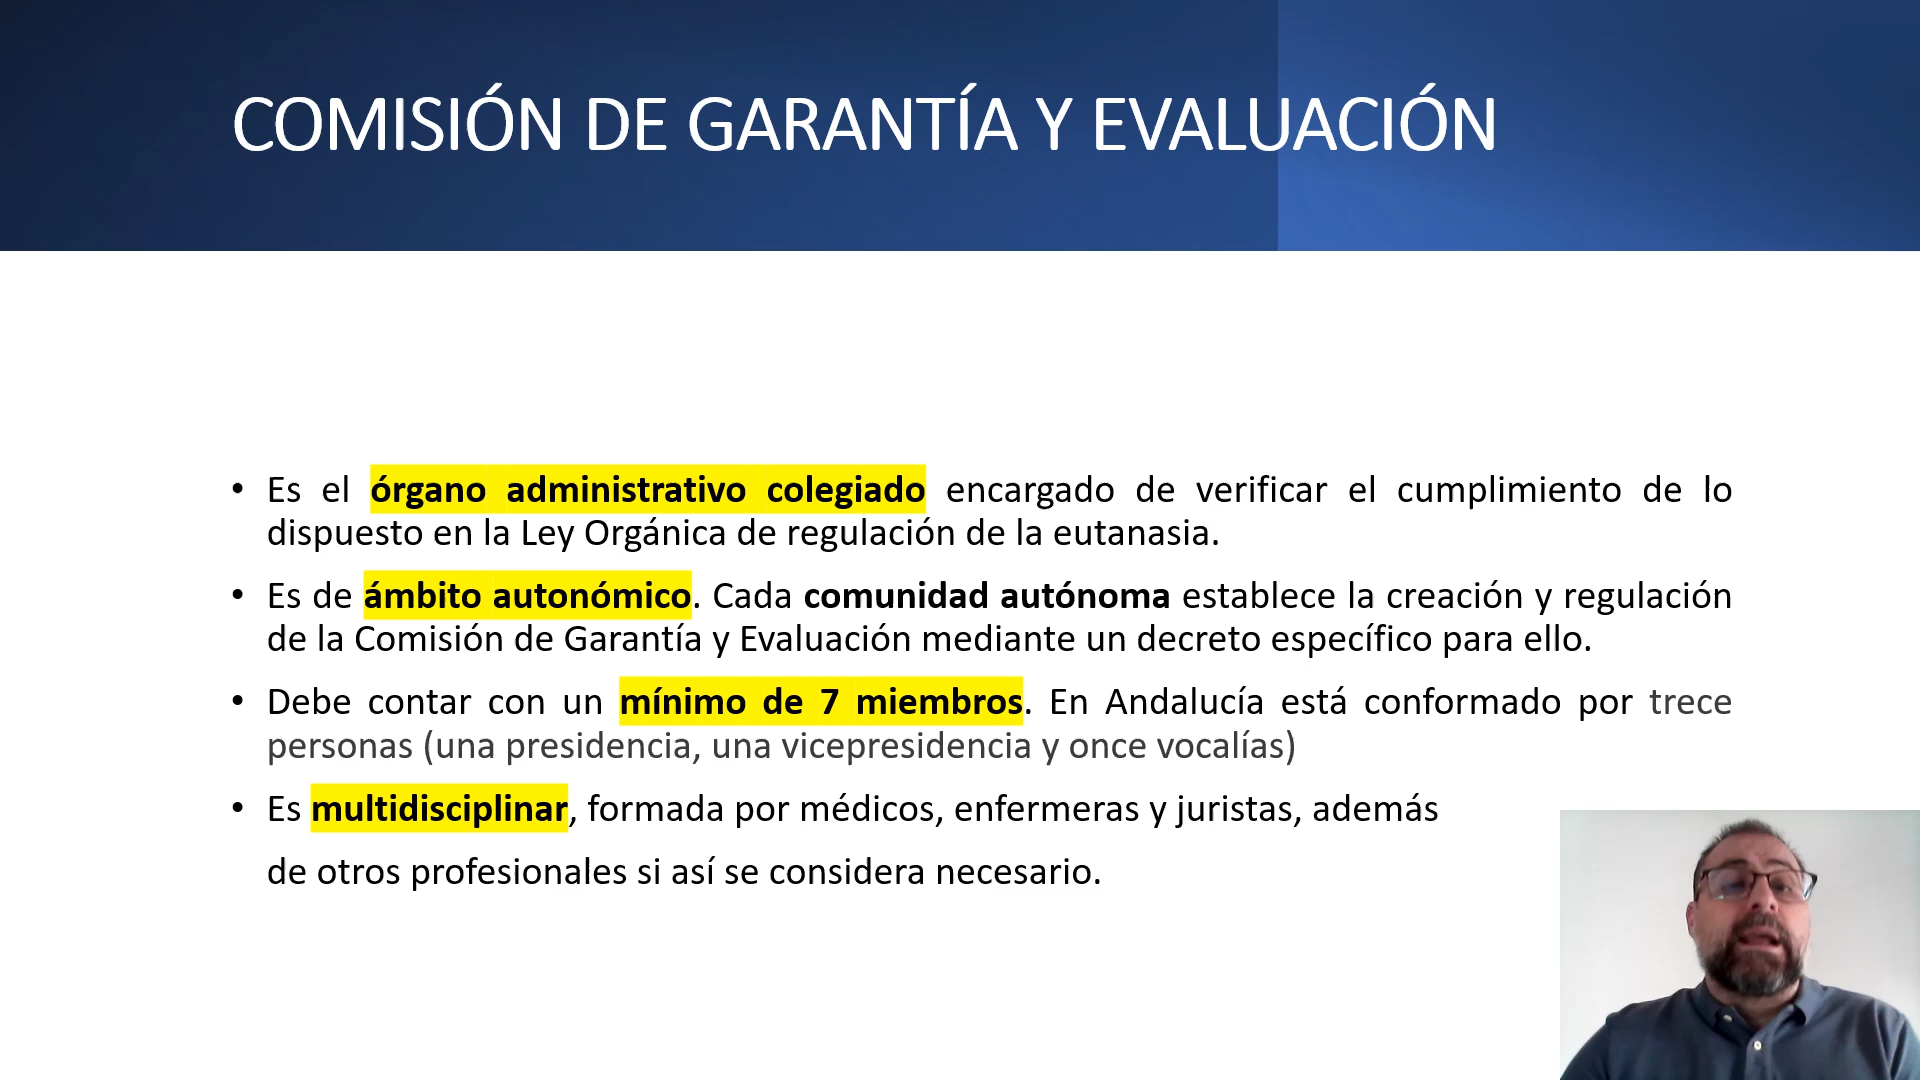 COMISIÓN DE GARANTÍA Y EVALUACIÓN
• Es el órgano administrativo colegiado encargado de verificar el cumplimiento de lo
dispuesto en la Ley Orgánica de regulación de la eutanasia.
• Es de ámbito autonómico. Cada comunidad autónoma establece la creación y regulación
de la Comisión de Garantía y Evaluación mediante un decreto específico para ello.
• Debe contar con un mínimo de 7 miembros. En Andalucía está conformado por trece
personas (una presidencia, una vicepresidencia y once vocalías)
• Es multidisciplinar, formada por médicos, enfermeras y juristas, además
de otros profesionales si así se considera necesario.